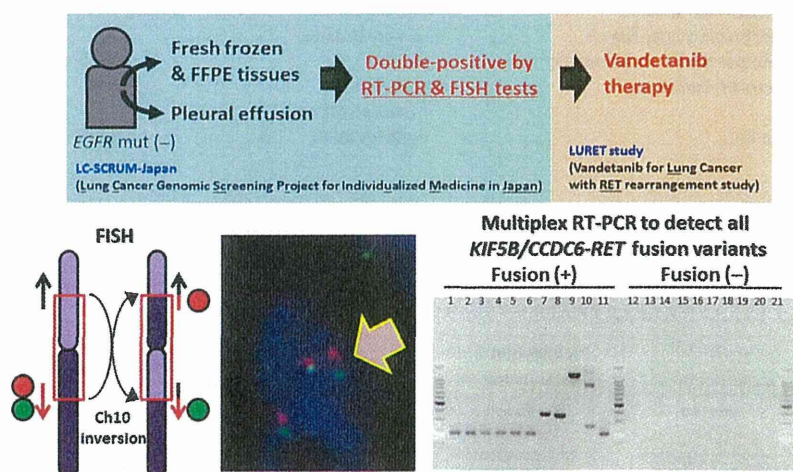 Fresh frozen
& FFPE tissues
Pleural effusion
EGFR mut (–)
Double-positive by
RT-PCR & FISH tests
Vandetanib
therapy
LC-SCRUM-Japan
(Lung Cancer Genomic Screening Project for Individualized Medicine in Japan)
LURET study
(Vandetanib for Lung Cancer
with RET rearrangement study)
FISH
Ch10
inversion
Multiplex RT-PCR to detect all
KIF5B/CCDC6-RET fusion variants
Fusion (+) Fusion (–)
1 2 3 4 5 6 7 8 9 10 11 12 13 14 15 16 17 18 19 20 21